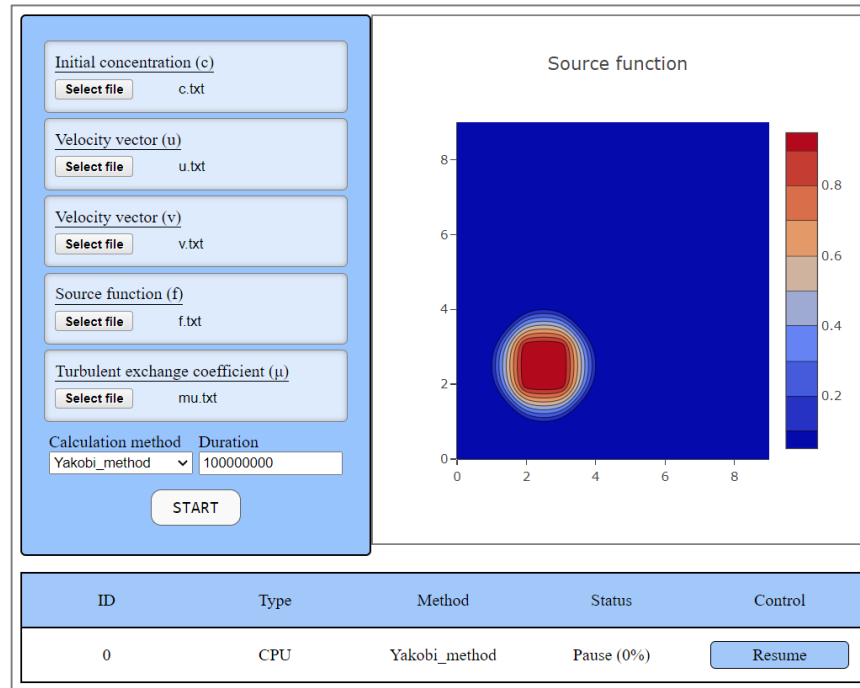 Initial concentration (c)
Select file c.txt
Velocity vector (u)
Select file u.txt
Velocity vector (v)
Select file v.txt
Source function (f)
Select file f.txt
Turbulent exchange coefficient (μ)
Select file mu.txt
Calculation method Duration
Yakobi_method 100000000
START
Source function
8
6
4
2
0
0 2 4 6 8
0.8
0.6
0.4
0.2
ID Type Method Status Control
0 CPU Yakobi_method Pause (0%) Resume